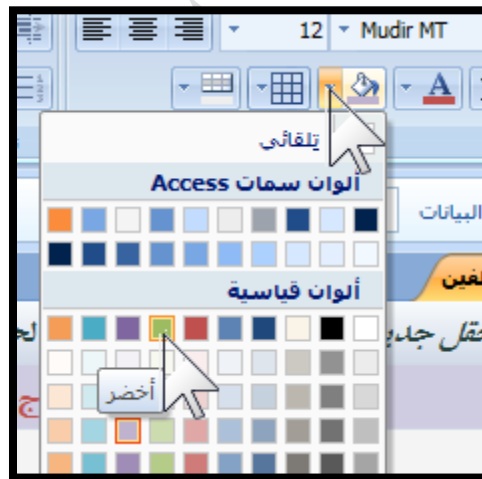 Mudir MT 12
A
تلقائي
ألوان سمات Access
البيانات
ألوان قياسية
أخضر